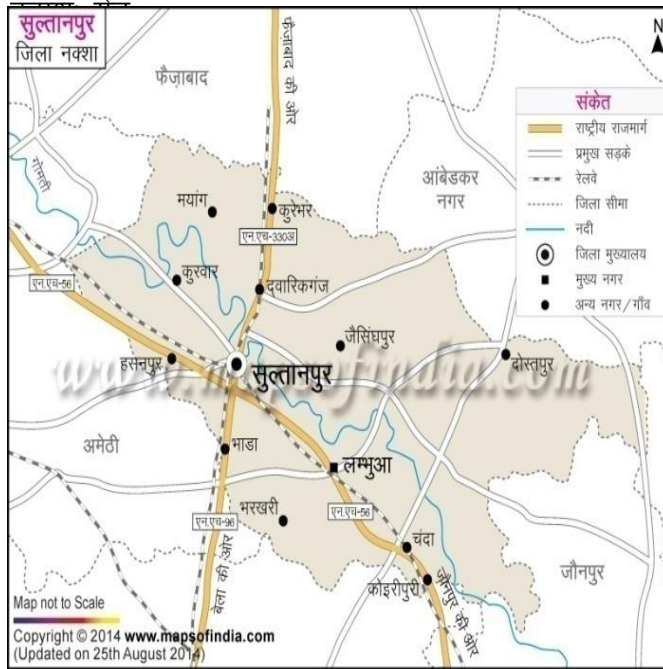 सुल्तानपुर
जिला नक्शा
N
फैज़ाबाद
फैज़ाबाद की ओर
गोमती
आंबेडकर
नगर
संकेत
राष्ट्रीय राजमार्ग
प्रमुख सड़के
रेलवे
जिला सीमा
नदी
जिला मुख्यालय
मुख्य नगर
अन्य नगर/गाँव
मयांग
कुरेभर
एन.एच-330अ
कुरवार
दवारिकगंज
एन.एच-56
जैसिंघपुर
हसनपुर
दोस्तपुर
www.mapsofindia.com
सुल्तानपुर
अमेठी
भाडा
लम्भुआ
भरखरी
एन.एच-96
एन.एच-56
चंदा
जौनपुर
कोइरीपुरी
बेला की ओर
जौनपुर की ओर
Map not to Scale
Copyright © 2014 www.mapsofindia.com
(Updated on 25th August 2014)